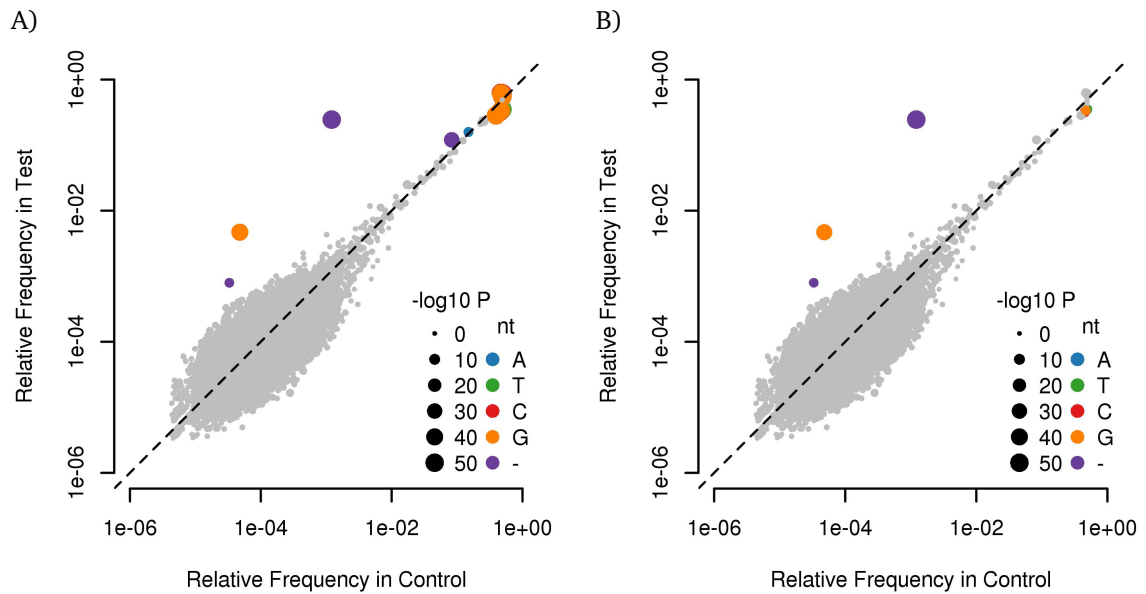 A)
Relative Frequency in Test
1e+00
1e-02
1e-04
1e-06
-log10 P
nt
0
10 A
20 T
30 C
40 G
50 -
1e-06 1e-04 1e-02 1e+00
Relative Frequency in Control
B)
Relative Frequency in Test
1e+00
1e-02
1e-04
1e-06
-log10 P
nt
0
10 A
20 T
30 C
40 G
50 -
1e-06 1e-04 1e-02 1e+00
Relative Frequency in Control